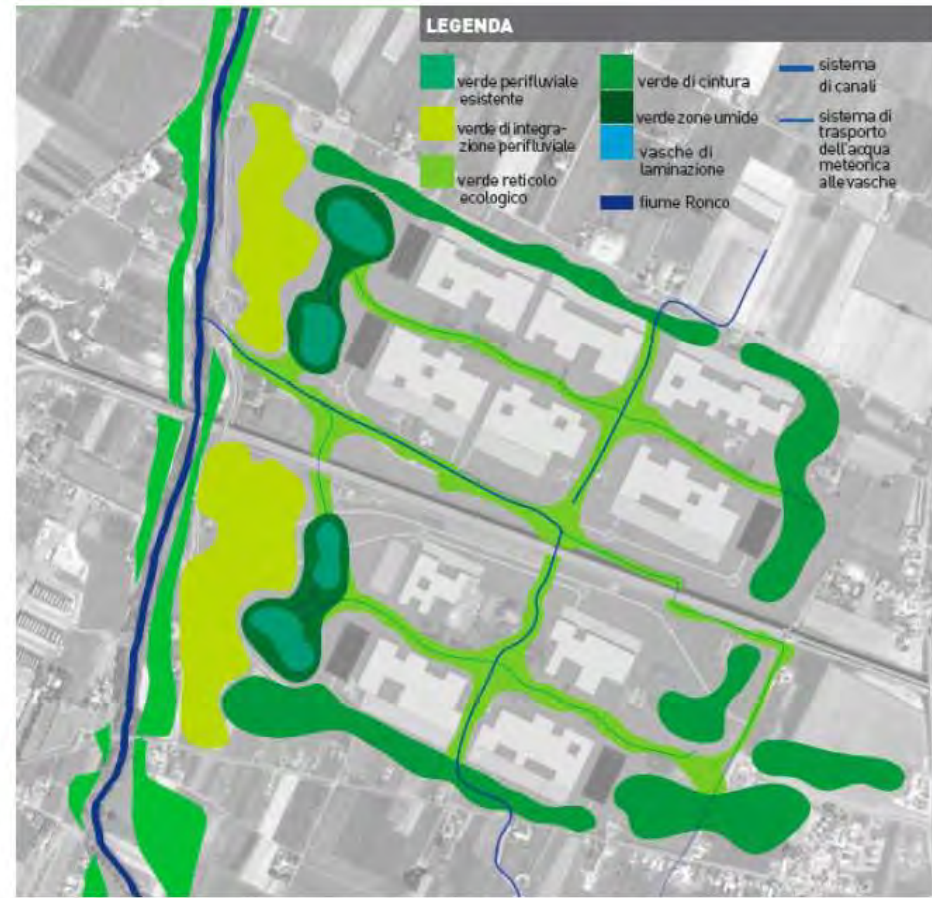 LEGENDA
verde perifluviale
esistente
verde di integra-
zione perifluviale
verde reticolo
ecologico
verde di cintura
verde zone umide
vasche di
laminazione
fiume Ronco
sistema
di canali
sistema di
trasporto
dell'acqua
meteorica
alle vasche